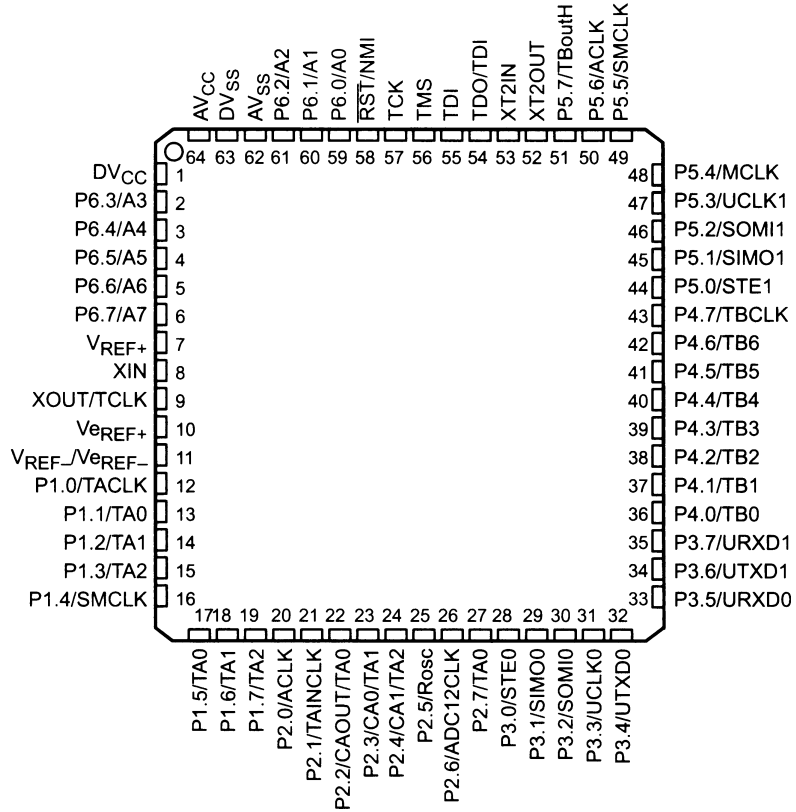 AVCC
DVSS
AVSS
P6.2/A2
P6.1/A1
P6.0/A0
RST/NMI
TCK
TMS
TDI
TDO/TDI
XT2IN
XT2OUT
P5.7/TBoutH
P5.6/ACLK
P5.5/SMCLK
64 63 62 61 60 59 58 57 56 55 54 53 52 51 50 49
DVCC 1
P6.3/A3 2
P6.4/A4 3
P6.5/A5 4
P6.6/A6 5
P6.7/A7 6
VREF+ 7
XIN 8
XOUT/TCLK 9
VeREF+ 10
VREF–/VeREF– 11
P1.0/TACLK 12
P1.1/TA0 13
P1.2/TA1 14
P1.3/TA2 15
P1.4/SMCLK 16
48 P5.4/MCLK
47 P5.3/UCLK1
46 P5.2/SOMI1
45 P5.1/SIMO1
44 P5.0/STE1
43 P4.7/TBCLK
42 P4.6/TB6
41 P4.5/TB5
40 P4.4/TB4
39 P4.3/TB3
38 P4.2/TB2
37 P4.1/TB1
36 P4.0/TB0
35 P3.7/URXD1
34 P3.6/UTXD1
33 P3.5/URXD0
17 18 19 20 21 22 23 24 25 26 27 28 29 30 31 32
P1.5/TA0
P1.6/TA1
P1.7/TA2
P2.0/ACLK
P2.1/TAINCLK
P2.2/CAOUT/TA0
P2.3/CA0/TA1
P2.4/CA1/TA2
P2.5/Rosc
P2.6/ADC12CLK
P2.7/TA0
P3.0/STE0
P3.1/SIMO0
P3.2/SOMI0
P3.3/UCLK0
P3.4/UTXD0